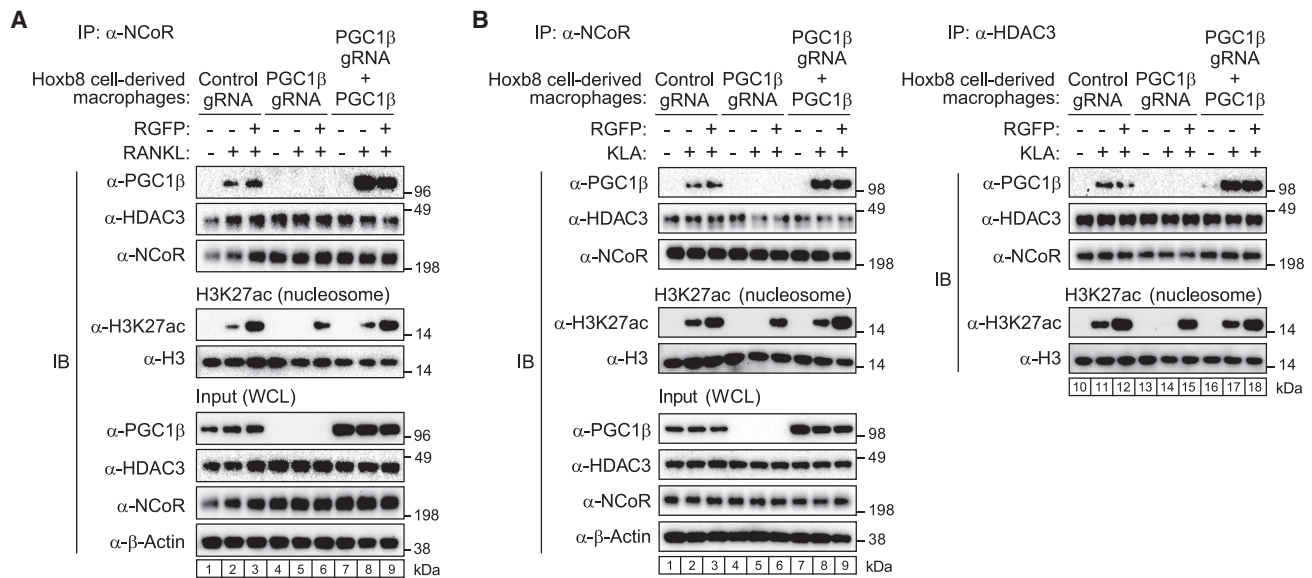 A
IP: α-NCoR
Hoxb8 cell-derived macrophages:
Control gRNA
PGC1β gRNA
PGC1β gRNA + PGC1β
RGFP: - - + - - + - - +
RANKL: - + + - + + - + +
IB
α-PGC1β 96
α-HDAC3 49
α-NCoR 198
H3K27ac (nucleosome)
α-H3K27ac 14
α-H3 14
Input (WCL)
α-PGC1β 96
α-HDAC3 49
α-NCoR 198
α-β-Actin 38
1 2 3 4 5 6 7 8 9 kDa
B
IP: α-NCoR
Hoxb8 cell-derived macrophages:
Control gRNA
PGC1β gRNA
PGC1β gRNA + PGC1β
RGFP: - - + - - + - - +
KLA: - + + - + + - + +
IB
α-PGC1β 98
α-HDAC3 49
α-NCoR 198
H3K27ac (nucleosome)
α-H3K27ac 14
α-H3 14
Input (WCL)
α-PGC1β 98
α-HDAC3 49
α-NCoR 198
α-β-Actin 38
1 2 3 4 5 6 7 8 9 kDa
IP: α-HDAC3
Hoxb8 cell-derived macrophages:
Control gRNA
PGC1β gRNA
PGC1β gRNA + PGC1β
RGFP: - - + - - + - - +
KLA: - + + - + + - + +
IB
α-PGC1β 98
α-HDAC3 49
α-NCoR 198
H3K27ac (nucleosome)
α-H3K27ac 14
α-H3 14
10 11 12 13 14 15 16 17 18 kDa